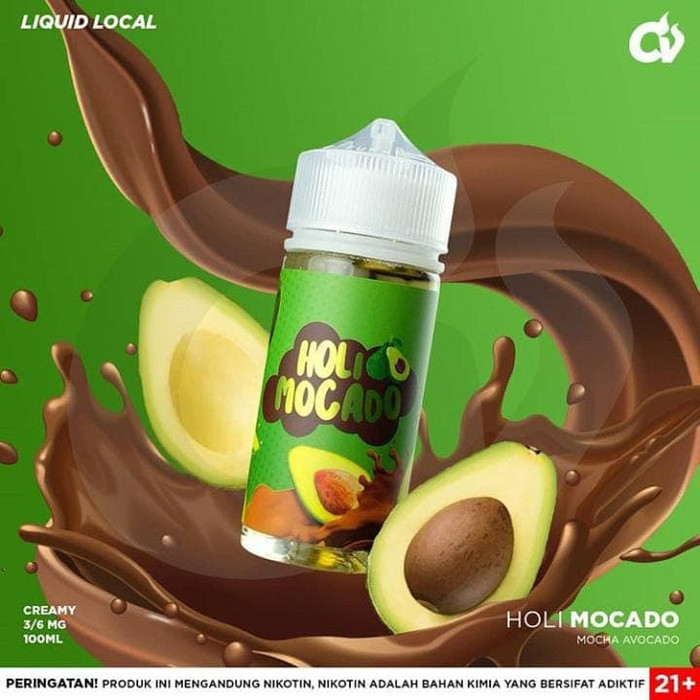 LIQUID LOCAL
HOLI
MOCADO
CREAMY
3/6 MG
100ML
HOLI MOCADO
MOCHA AVOCADO
PERINGATAN! PRODUK INI MENGANDUNG NIKOTIN, NIKOTIN ADALAH BAHAN KIMIA YANG BERSIFAT ADIKTIF 21+